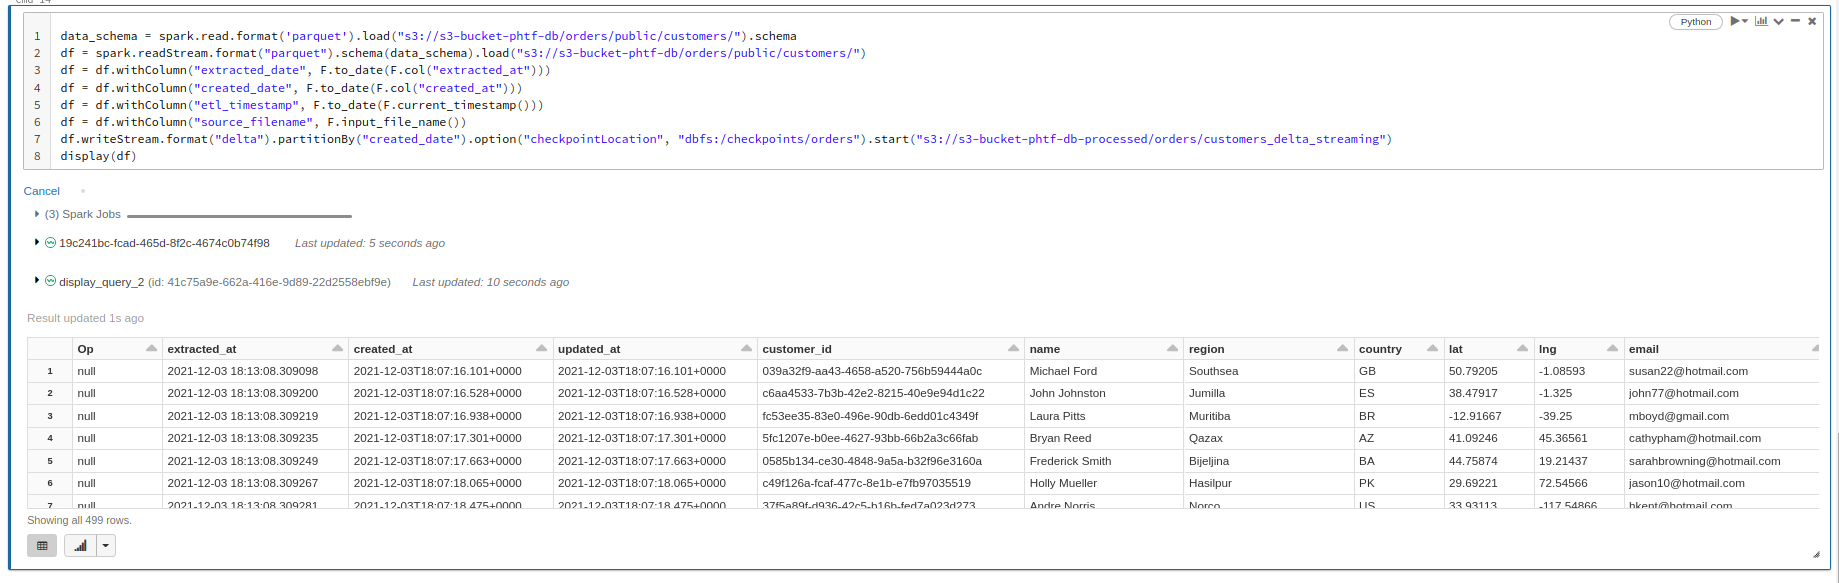 Cmd 14
Python
1 data_schema = spark.read.format('parquet').load("s3://s3-bucket-phtf-db/orders/public/customers/").schema
2 df = spark.readStream.format("parquet").schema(data_schema).load("s3://s3-bucket-phtf-db/orders/public/customers/")
3 df = df.withColumn("extracted_date", F.to_date(F.col("extracted_at")))
4 df = df.withColumn("created_date", F.to_date(F.col("created_at")))
5 df = df.withColumn("etl_timestamp", F.to_date(F.current_timestamp()))
6 df = df.withColumn("source_filename", F.input_file_name())
7 df.writeStream.format("delta").partitionBy("created_date").option("checkpointLocation", "dbfs:/checkpoints/orders").start("s3://s3-bucket-phtf-db-processed/orders/customers_delta_streaming")
8 display(df)
Cancel
(3) Spark Jobs
19c241bc-fcad-465d-8f2c-4674c0b74f98 Last updated: 5 seconds ago
display_query_2 (id: 41c75a9e-662a-416e-9d89-22d2558ebf9e) Last updated: 10 seconds ago
Result updated 1s ago
Op extracted_at created_at updated_at customer_id name region country lat lng email
1 null 2021-12-03 18:13:08.309098 2021-12-03T18:07:16.101+0000 2021-12-03T18:07:16.101+0000 039a32f9-aa43-4658-a520-756b59444a0c Michael Ford Southsea GB 50.79205 -1.08593 susan22@hotmail.com
2 null 2021-12-03 18:13:08.309200 2021-12-03T18:07:16.528+0000 2021-12-03T18:07:16.528+0000 c6aa4533-7b3b-42e2-8215-40e9e94d1c22 John Johnston Jumilla ES 38.47917 -1.325 john77@hotmail.com
3 null 2021-12-03 18:13:08.309219 2021-12-03T18:07:16.938+0000 2021-12-03T18:07:16.938+0000 fc53ee35-83e0-496e-90db-6edd01c4349f Laura Pitts Muritiba BR -12.91667 -39.25 mboyd@gmail.com
4 null 2021-12-03 18:13:08.309235 2021-12-03T18:07:17.301+0000 2021-12-03T18:07:17.301+0000 5fc1207e-b0ee-4627-93bb-66b2a3c66fab Bryan Reed Qazax AZ 41.09246 45.36561 cathypham@hotmail.com
5 null 2021-12-03 18:13:08.309249 2021-12-03T18:07:17.663+0000 2021-12-03T18:07:17.663+0000 0585b134-ce30-4848-9a5a-b32f96e3160a Frederick Smith Bijeljina BA 44.75874 19.21437 sarahbrowning@hotmail.com
6 null 2021-12-03 18:13:08.309267 2021-12-03T18:07:18.065+0000 2021-12-03T18:07:18.065+0000 c49f126a-fcaf-477c-8e1b-e7fb97035519 Holly Mueller Hasilpur PK 29.69221 72.54566 jason10@hotmail.com
7 null 2021-12-03 18:13:08.309281 2021-12-03T18:07:18.475+0000 2021-12-03T18:07:18.475+0000 37f5a89f-d936-42c5-b16b-fed7a023d273 Andre Norris Norco US 33.93113 -117.54866 bkent@hotmail.com
Showing all 499 rows.